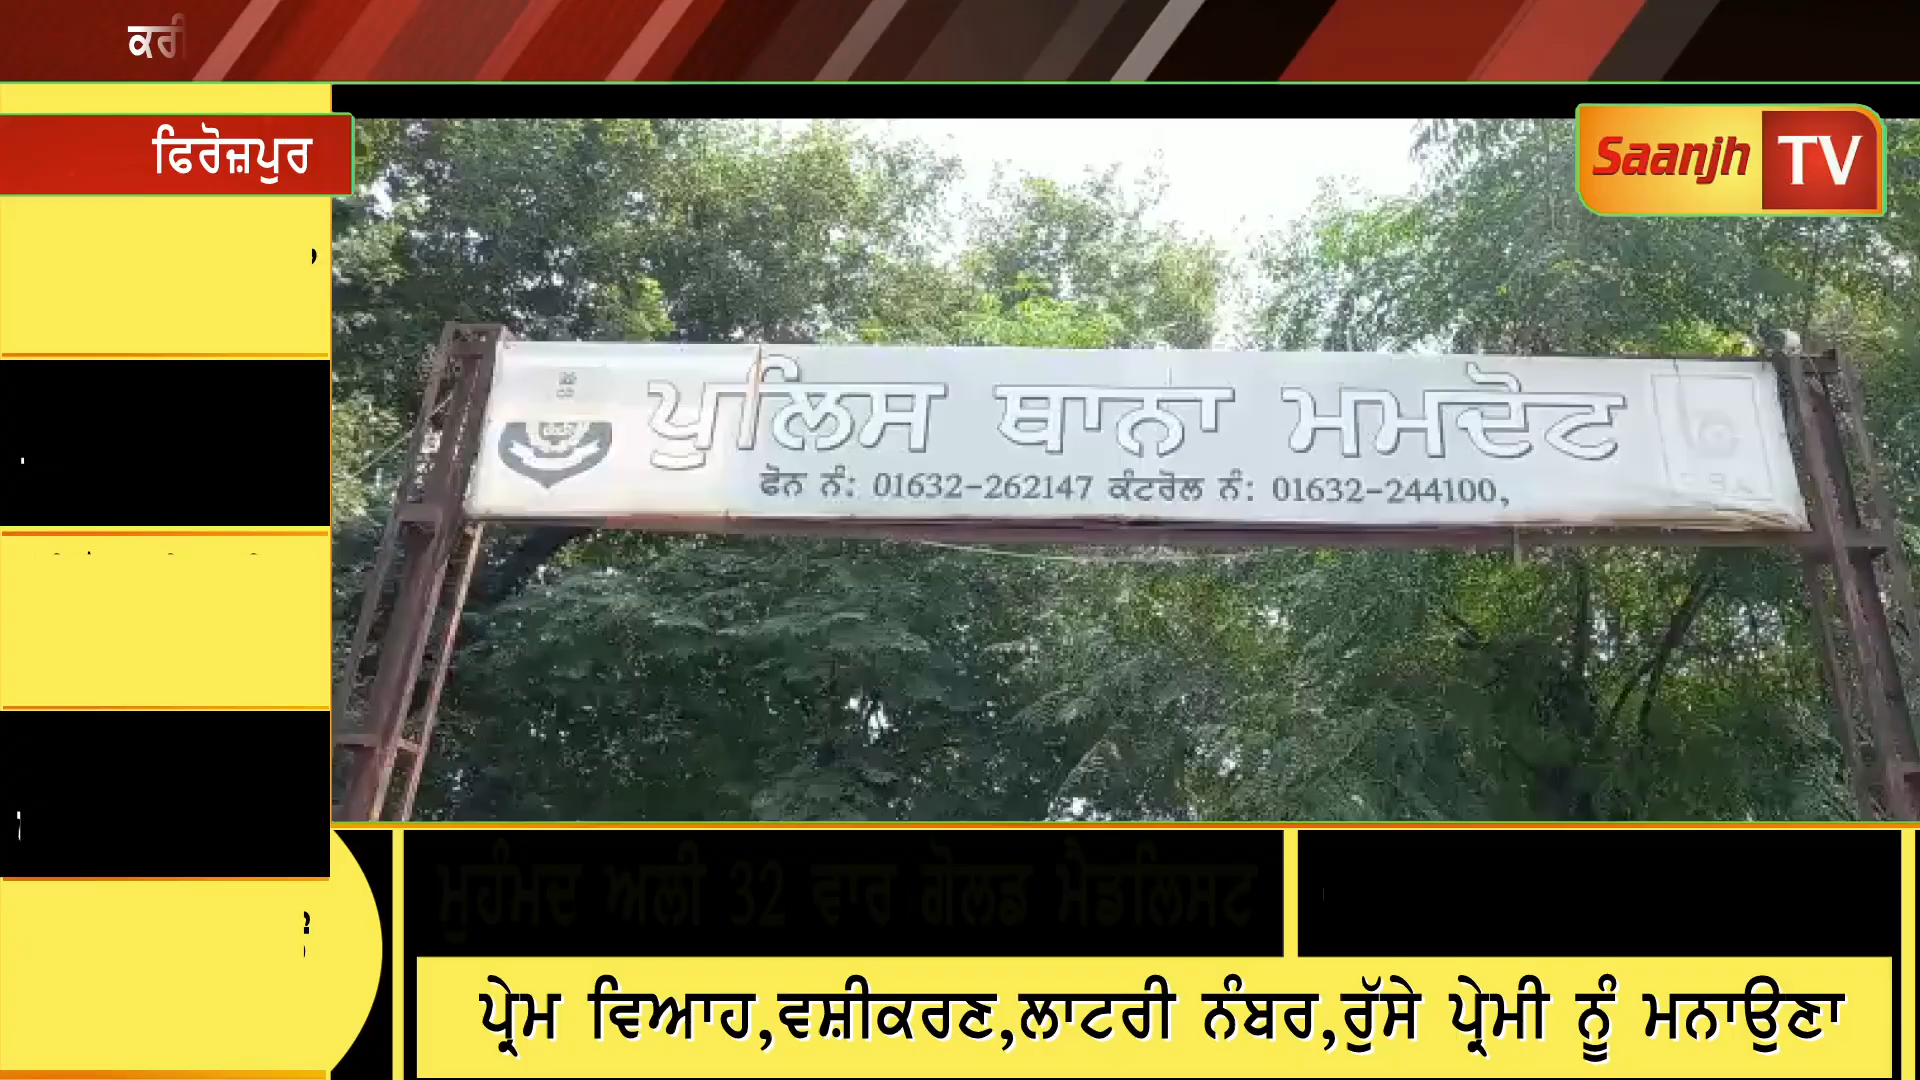 ਕਰੀ
ਫਿਰੋਜ਼ਪੁਰ
Saanjh TV
ਪੁਲਿਸ ਥਾਨਾ ਮਮਦੋਟ
ਫੋਨ ਨੰ: 01632-262147 ਕੰਟਰੋਲ ਨੰ: 01632-244100,
ਮੁਹੰਮਦ ਅਲੀ 32 ਵਾਰ ਗੋਲਡ ਮੈਡਲਿਸਟ
ਪ੍ਰੇਮ ਵਿਆਹ,ਵਸ਼ੀਕਰਣ,ਲਾਟਰੀ ਨੰਬਰ,ਰੁੱਸੇ ਪ੍ਰੇਮੀ ਨੂੰ ਮਨਾਉਣਾ